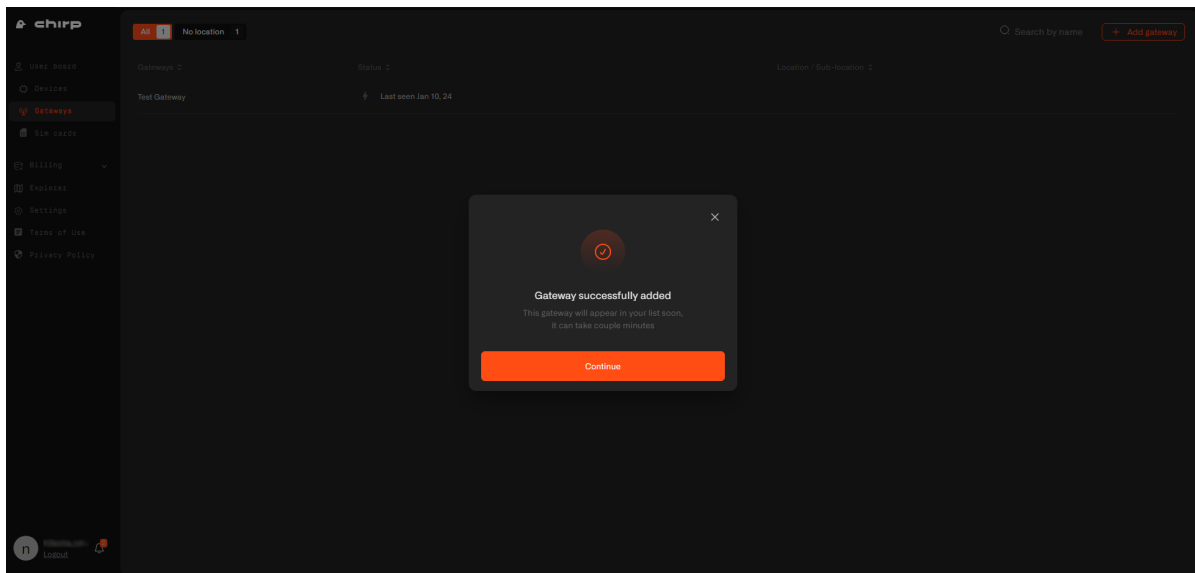 chirp
All 1
No location 1
Search by name
+ Add gateway
User board
Devices
Gateways
Sim cards
Billing
Explorer
Settings
Terms of Use
Privacy Policy
Gateways
Status
Location / Sub-location
Test Gateway
Last seen Jan 10, 24
Gateway successfully added
This gateway will appear in your list soon,
it can take couple minutes
Continue
n
Logout